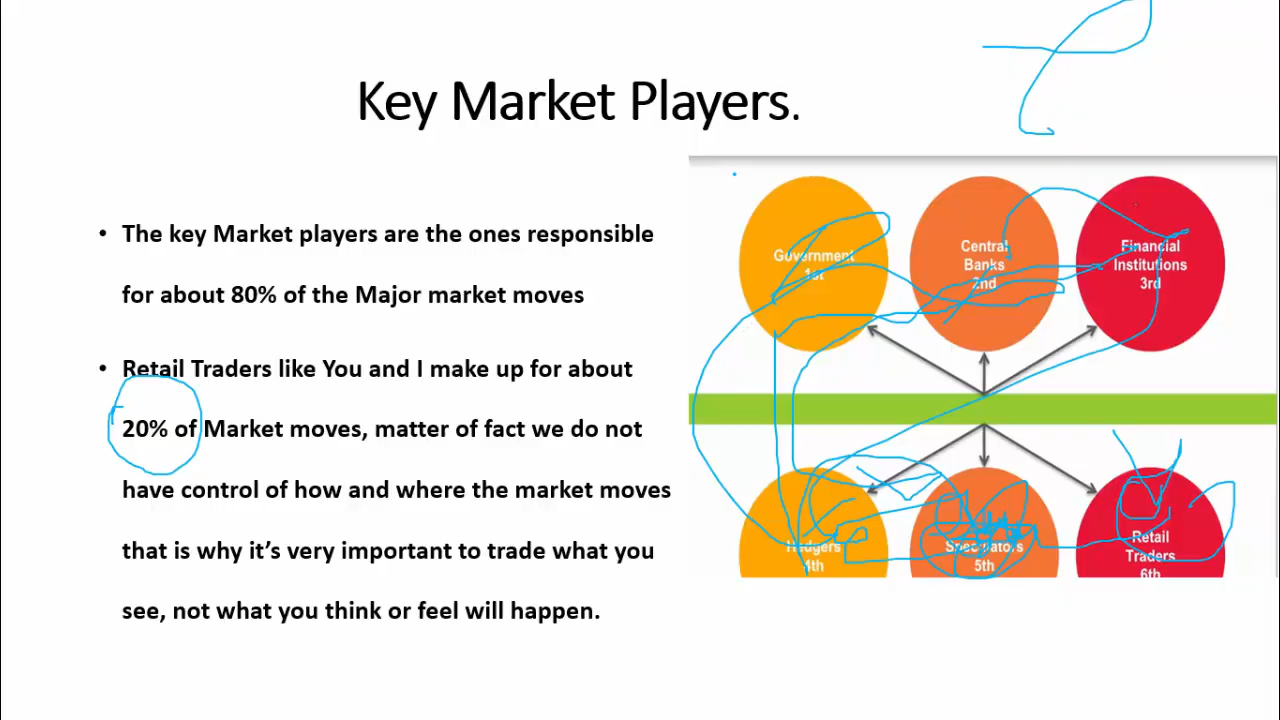 Key Market Players.
• The key Market players are the ones responsible
for about 80% of the Major market moves
• Retail Traders like You and I make up for about
20% of Market moves, matter of fact we do not
have control of how and where the market moves
that is why it’s very important to trade what you
see, not what you think or feel will happen.
Government
1st
Central
Banks
2nd
Financial
Institutions
3rd
Hedgers
4th
Speculators
5th
Retail
Traders
6th